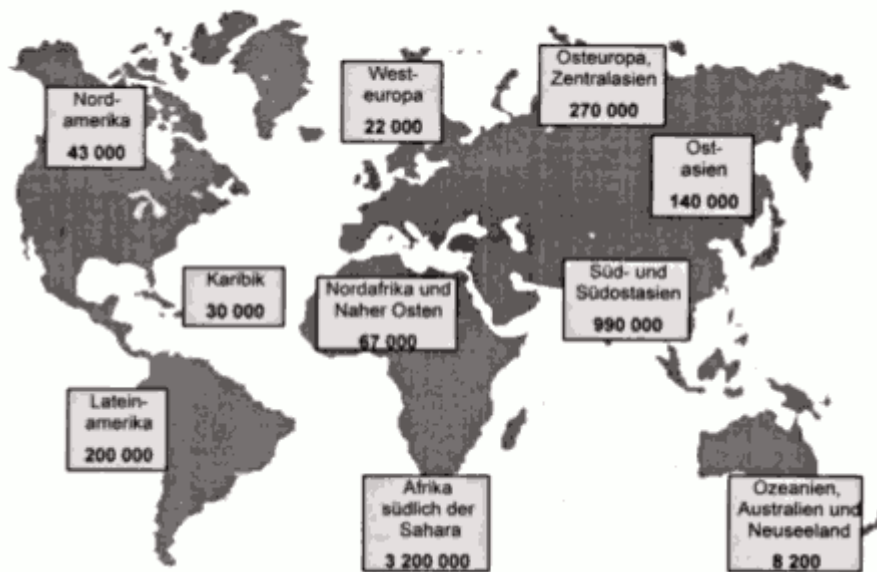 Nord-
amerika
43 000
West-
europa
22 000
Osteuropa,
Zentralasien
270 000
Ost-
asien
140 000
Karibik
30 000
Nordafrika und
Naher Osten
67 000
Süd- und
Südostasien
990 000
Latein-
amerika
200 000
Afrika
südlich der
Sahara
3 200 000
Ozeanien,
Australien und
Neuseeland
8 200